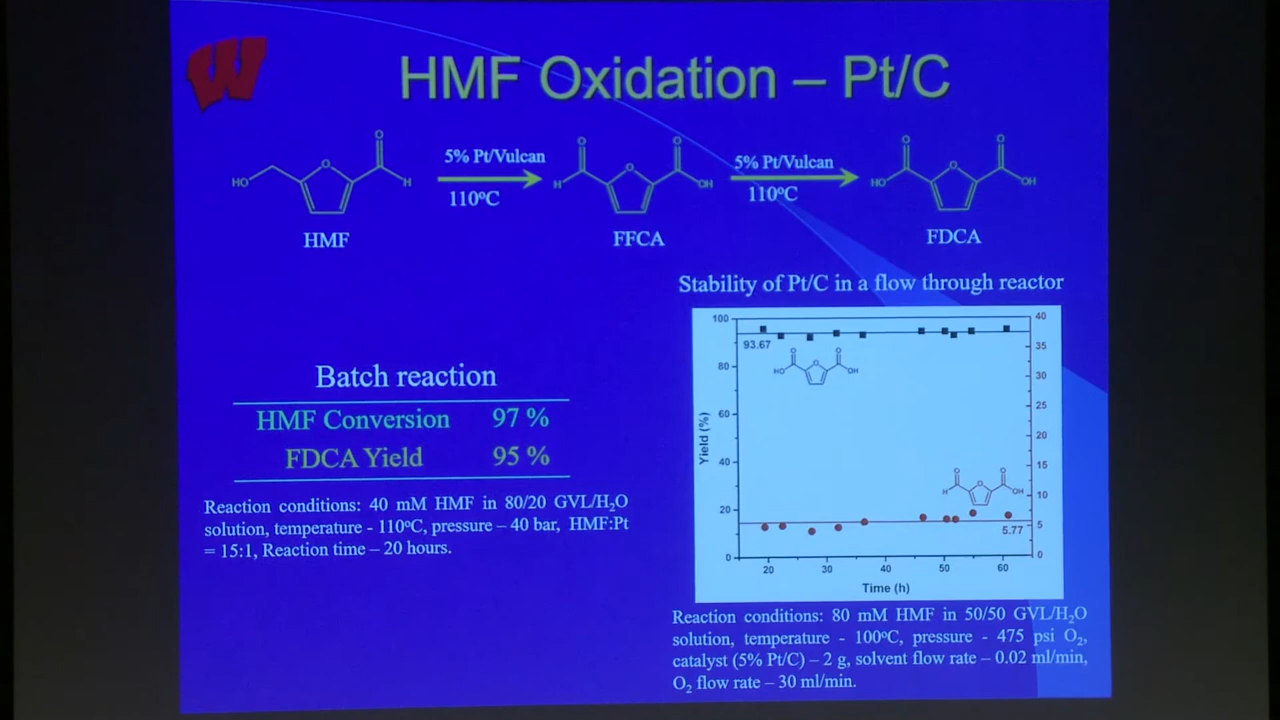 W
HMF Oxidation – Pt/C
HO
O
O
H
5% Pt/Vulcan
110ºC
H
O
O
O
OH
5% Pt/Vulcan
110ºC
HO
O
O
O
OH
HMF
FFCA
FDCA
Stability of Pt/C in a flow through reactor
Batch reaction
HMF Conversion 97 %
FDCA Yield 95 %
Reaction conditions: 40 mM HMF in 80/20 GVL/H₂O
solution, temperature - 110ºC, pressure – 40 bar, HMF:Pt
= 15:1, Reaction time – 20 hours.
100
80
60
40
20
0
Yield (%)
93.67
HO
O
O
O
OH
H
O
O
O
OH
5.77
40
35
30
25
20
15
10
5
0
20 30 40 50 60
Time (h)
Reaction conditions: 80 mM HMF in 50/50 GVL/H₂O
solution, temperature - 100ºC, pressure - 475 psi O₂,
catalyst (5% Pt/C) – 2 g, solvent flow rate – 0.02 ml/min,
O₂ flow rate – 30 ml/min.